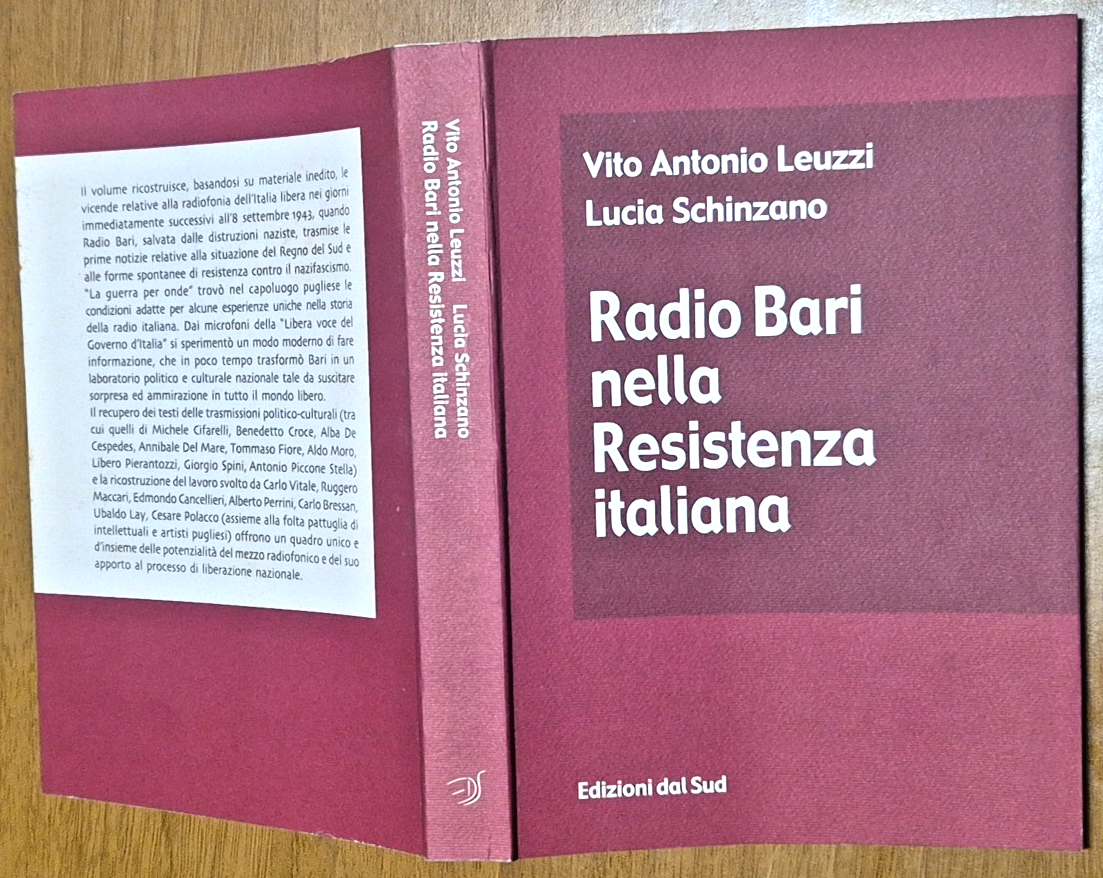 Il volume ricostruisce, basandosi su materiale inedito, le
vicende relative alla radiofonia dell'Italia libera nei giorni
immediatamente successivi all'8 settembre 1943, quando
Radio Bari, salvata dalle distruzioni naziste, trasmise le
prime notizie relative alla situazione del Regno del Sud e
alle forme spontanee di resistenza contro il nazifascismo.
"La guerra per onde" trovò nel capoluogo pugliese le
condizioni adatte per alcune esperienze uniche nella storia
della radio italiana. Dai microfoni della "Libera voce del
Governo d'Italia" si sperimentò un modo moderno di fare
informazione, che in poco tempo trasformò Bari in un
laboratorio politico e culturale nazionale tale da suscitare
sorpresa ed ammirazione in tutto il mondo libero.
Il recupero dei testi delle trasmissioni politico-culturali (tra
cui quelli di Michele Cifarelli, Benedetto Croce, Alba De
Cespedes, Annibale Del Mare, Tommaso Fiore, Aldo Moro,
Libero Pierantozzi, Giorgio Spini, Antonio Piccone Stella)
e la ricostruzione del lavoro svolto da Carlo Vitale, Ruggero
Maccari, Edmondo Cancellieri, Alberto Perrini, Carlo Bressan,
Ubaldo Lay, Cesare Polacco (assieme alla folta pattuglia di
intellettuali e artisti pugliesi) offrono un quadro unico e
d'insieme delle potenzialità del mezzo radiofonico e del suo
apporto al processo di liberazione nazionale.
Vito Antonio Leuzzi Lucia Schinzano
Radio Bari nella Resistenza italiana
Vito Antonio Leuzzi
Lucia Schinzano
Radio Bari
nella
Resistenza
italiana
Edizioni dal Sud